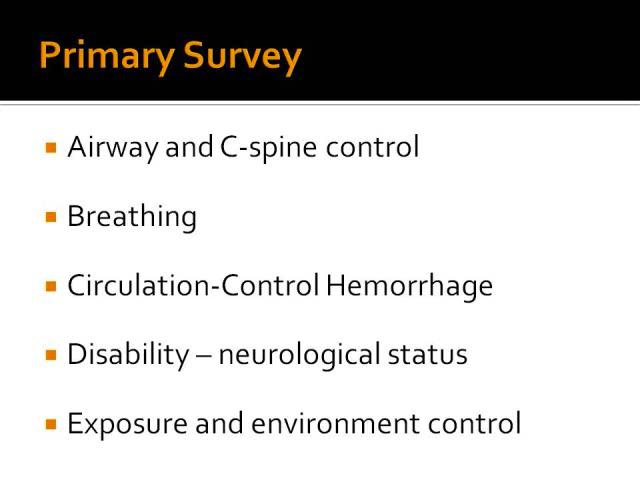 Primary Survey
Airway and C-spine control
Breathing
Circulation-Control Hemorrhage
Disability – neurological status
Exposure and environment control